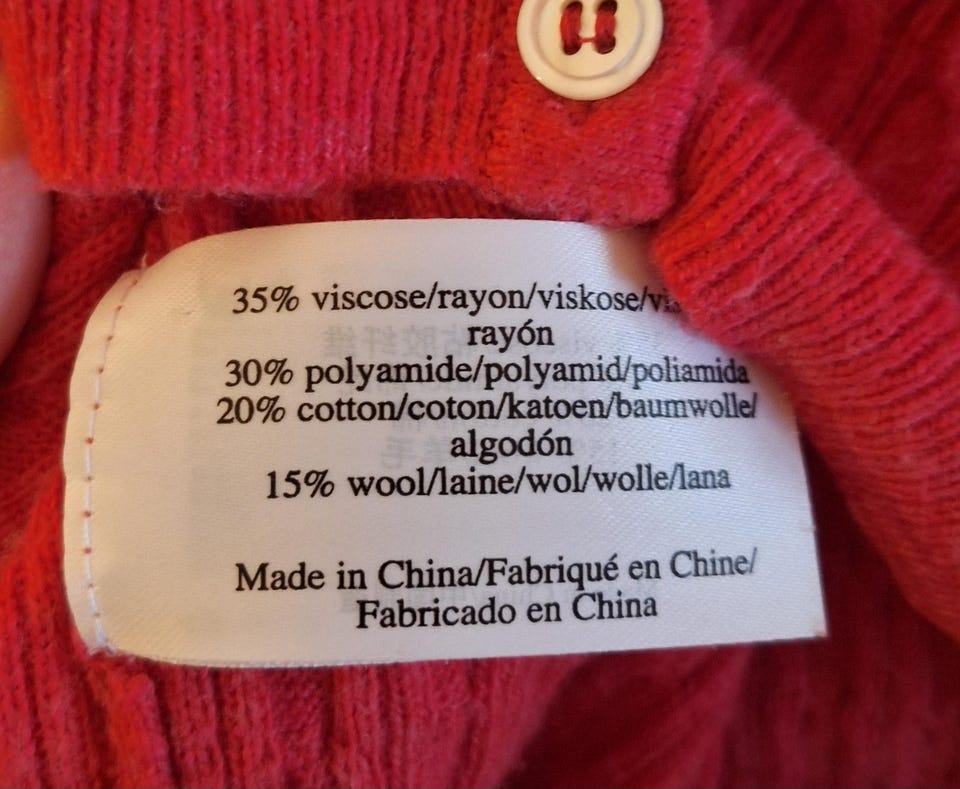 35% viscose/rayon/viskose/
rayón
30% polyamide/polyamid/poliamida
20% cotton/coton/katoen/baumwolle/
algodón
15% wool/laine/wol/wolle/lana
Made in China/Fabriqué en Chine/
Fabricado en China